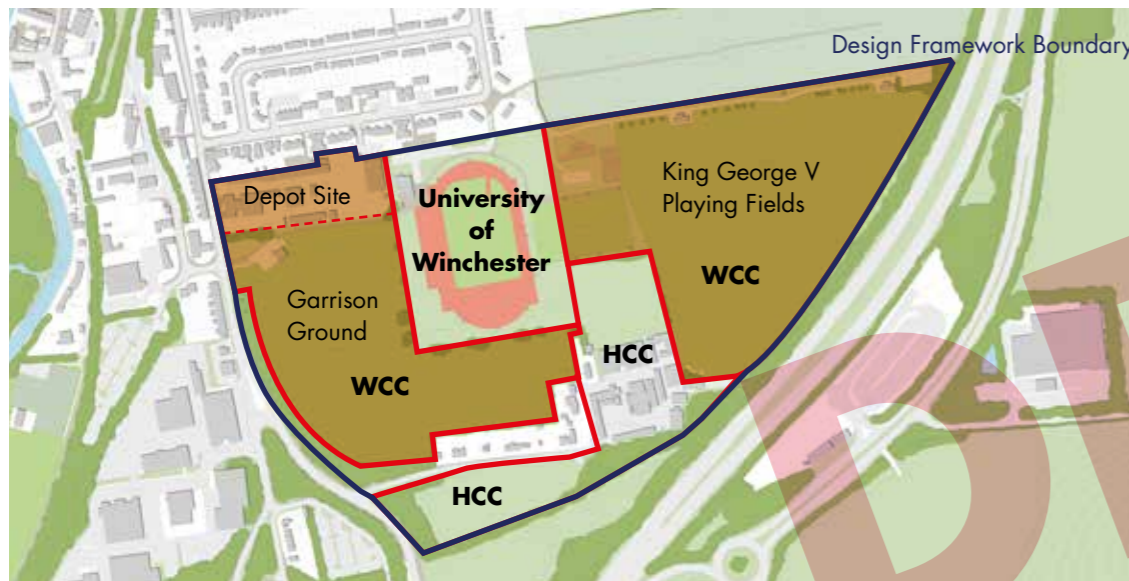 Design Framework Boundary
Depot Site
University
of
Winchester
King George V
Playing Fields
WCC
Garrison
Ground
WCC
HCC
HCC